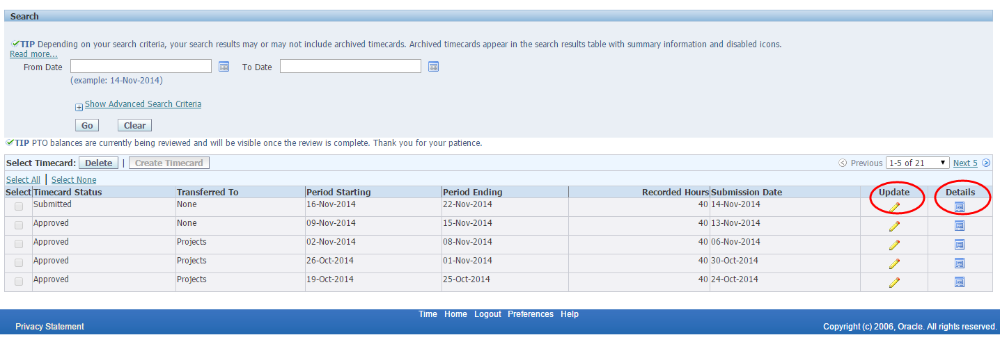 Search
TIP Depending on your search criteria, your search results may or may not include archived timecards. Archived timecards appear in the search results table with summary information and disabled icons.
Read more...
From Date To Date
(example: 14-Nov-2014)
Show Advanced Search Criteria
Go Clear
TIP PTO balances are currently being reviewed and will be visible once the review is complete. Thank you for your patience.
Select Timecard: Delete | Create Timecard Previous 1-5 of 21 Next 5
Select All | Select None
Select Timecard Status Transferred To Period Starting Period Ending Recorded Hours Submission Date Update Details
Submitted None 16-Nov-2014 22-Nov-2014 40 14-Nov-2014
Approved None 09-Nov-2014 15-Nov-2014 40 13-Nov-2014
Approved Projects 02-Nov-2014 08-Nov-2014 40 06-Nov-2014
Approved Projects 26-Oct-2014 01-Nov-2014 40 30-Oct-2014
Approved Projects 19-Oct-2014 25-Oct-2014 40 24-Oct-2014
Time Home Logout Preferences Help
Privacy Statement Copyright (c) 2006, Oracle. All rights reserved.